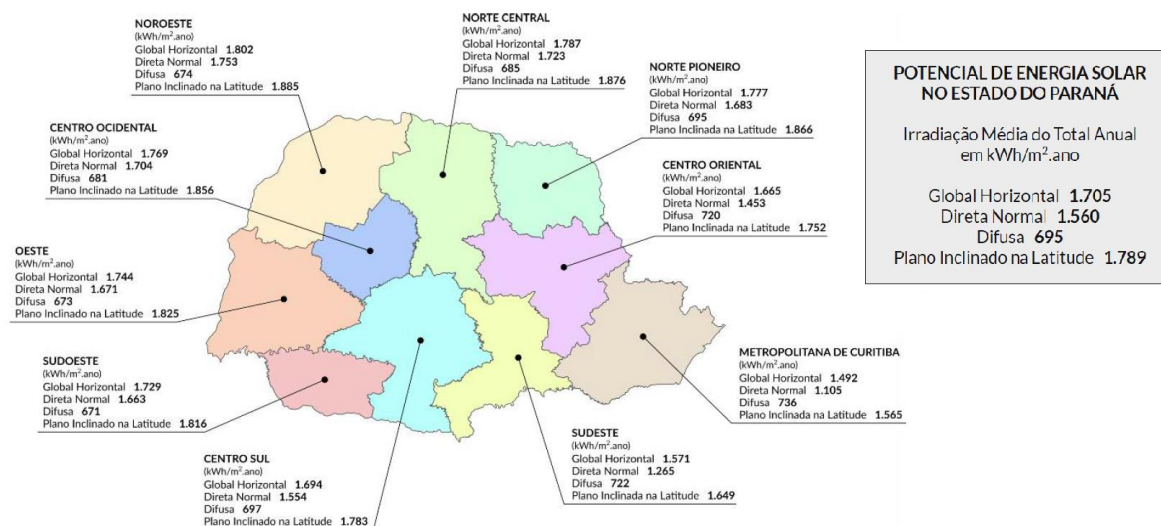 NOROESTE
(kWh/m².ano)
Global Horizontal 1.802
Direta Normal 1.753
Difusa 674
Plano Inclinado na Latitude 1.885
NORTE CENTRAL
(kWh/m².ano)
Global Horizontal 1.787
Direta Normal 1.723
Difusa 685
Plano Inclinado na Latitude 1.876
NORTE PIONEIRO
(kWh/m².ano)
Global Horizontal 1.777
Direta Normal 1.683
Difusa 695
Plano Inclinada na Latitude 1.866
CENTRO OCIDENTAL
(kWh/m².ano)
Global Horizontal 1.769
Direta Normal 1.704
Difusa 681
Plano Inclinado na Latitude 1.856
CENTRO ORIENTAL
(kWh/m².ano)
Global Horizontal 1.665
Direta Normal 1.453
Difusa 720
Plano Inclinada na Latitude 1.752
OESTE
(kWh/m².ano)
Global Horizontal 1.744
Direta Normal 1.671
Difusa 673
Plano Inclinado na Latitude 1.825
SUDOESTE
(kWh/m².ano)
Global Horizontal 1.729
Direta Normal 1.663
Difusa 671
Plano Inclinado na Latitude 1.816
METROPOLITANA DE CURITIBA
(kWh/m².ano)
Global Horizontal 1.492
Direta Normal 1.105
Difusa 736
Plano Inclinado na Latitude 1.565
SUDESTE
(kWh/m².ano)
Global Horizontal 1.571
Direta Normal 1.265
Difusa 722
Plano Inclinada na Latitude 1.649
CENTRO SUL
(kWh/m².ano)
Global Horizontal 1.694
Direta Normal 1.554
Difusa 697
Plano Inclinado na Latitude 1.783
POTENCIAL DE ENERGIA SOLAR
NO ESTADO DO PARANÁ
Irradiação Média do Total Anual
em kWh/m².ano
Global Horizontal 1.705
Direta Normal 1.560
Difusa 695
Plano Inclinado na Latitude 1.789